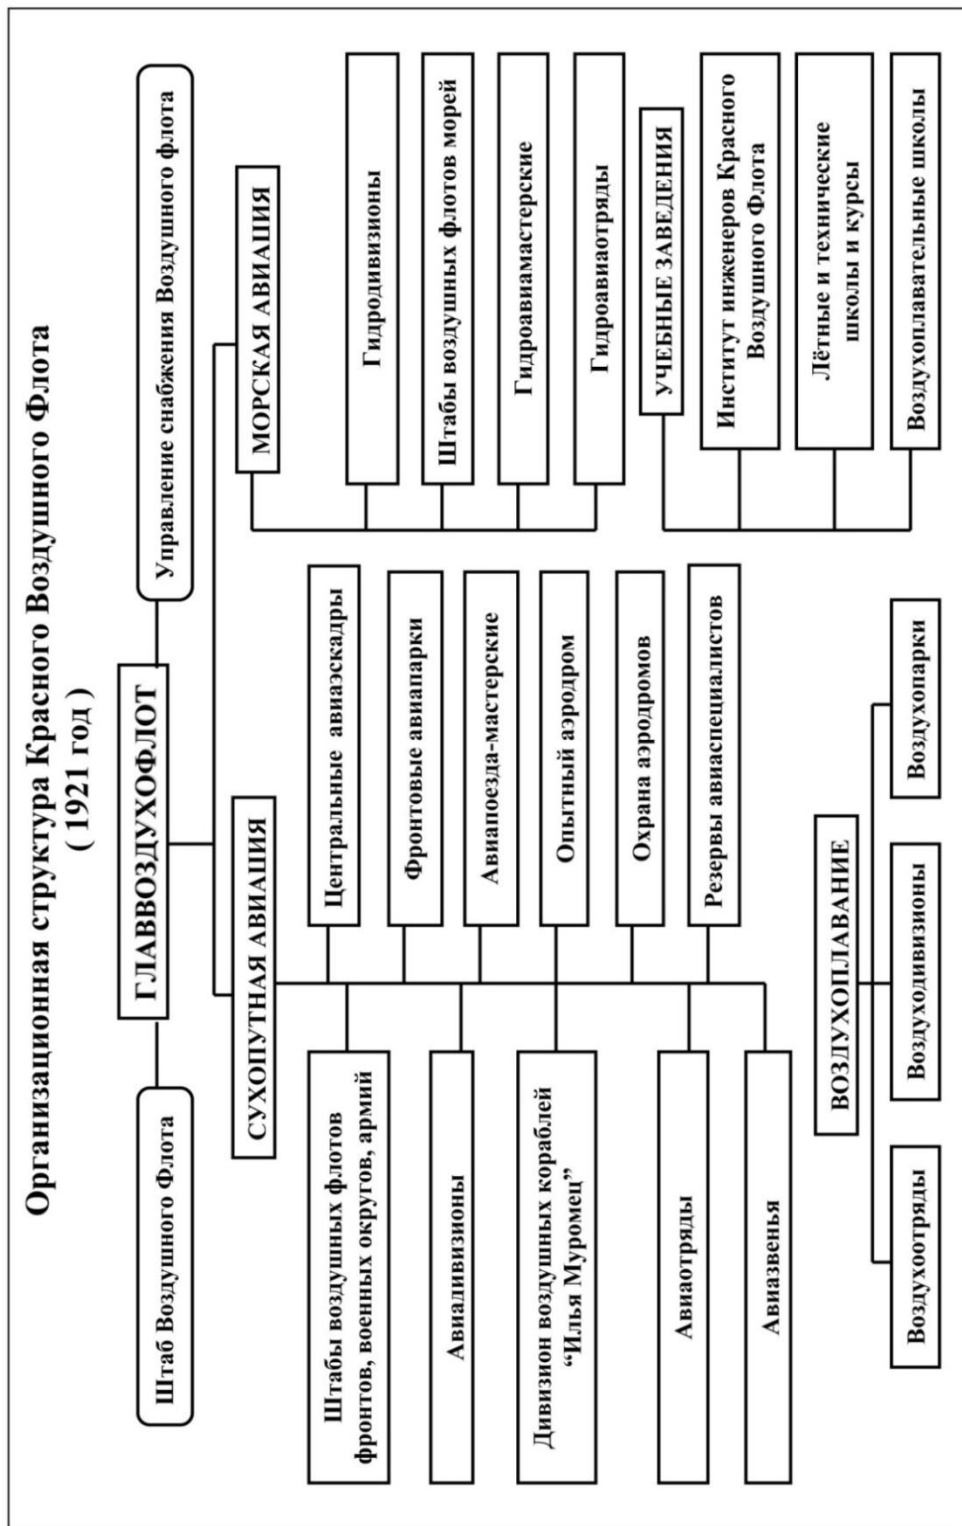 Организационная структура Красного Воздушного Флота
( 1921 год )
Штаб Воздушного Флота
ГЛАВВОЗДУХОФЛОТ
Управление снабжения Воздушного флота
СУХОПУТНАЯ АВИАЦИЯ
Штабы воздушных флотов
фронтов, военных округов, армий
Авиадивизионы
Дивизион воздушных кораблей
“Илья Муромец”
Авиаотряды
Авиазвенья
Центральные авиаэскадры
Фронтовые авиапарки
Авиапоезда-мастерские
Опытный аэродром
Охрана аэродромов
Резервы авиаспециалистов
МОРСКАЯ АВИАЦИЯ
Гидродивизионы
Штабы воздушных флотов морей
Гидроавиамастерские
Гидроавиотряды
УЧЕБНЫЕ ЗАВЕДЕНИЯ
Институт инженеров Красного
Воздушного Флота
Лётные и технические
школы и курсы
Воздухоплавательные школы
ВОЗДУХОПЛАВАНИЕ
Воздухоотряды
Воздуходивизионы
Воздухопарки